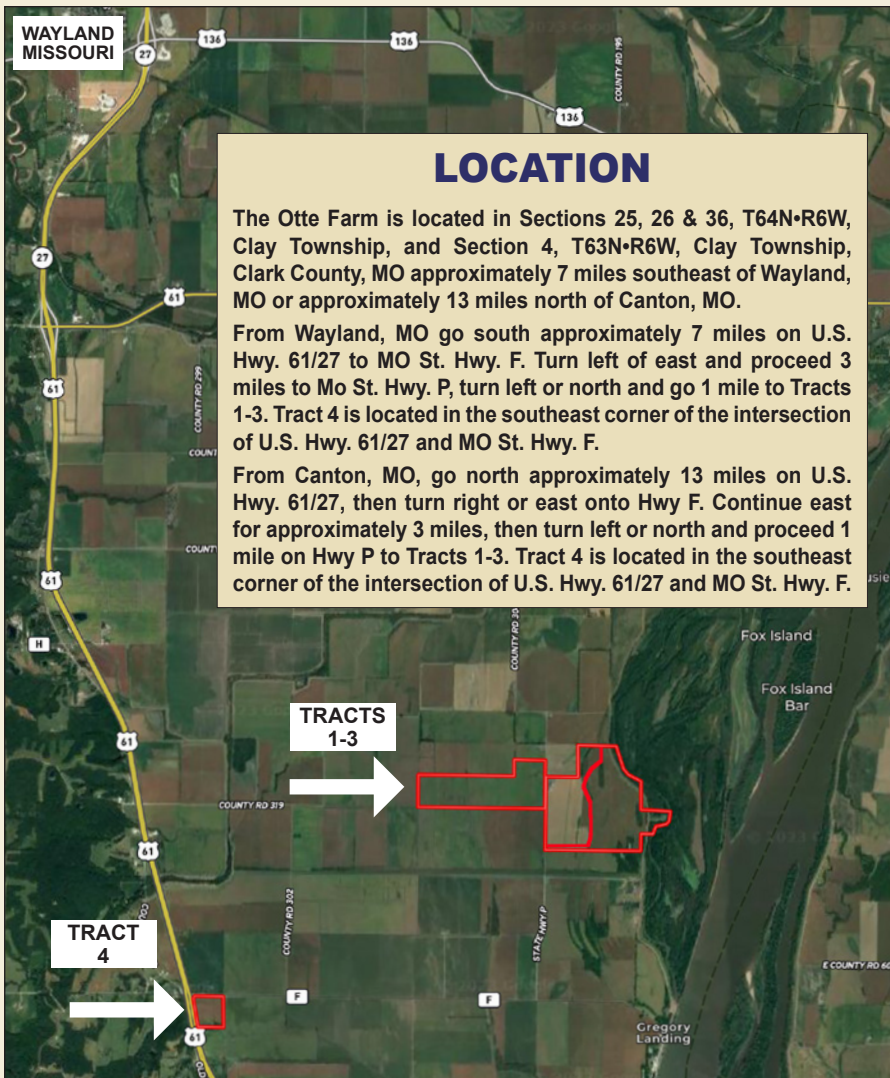 WAYLAND
MISSOURI
27
136
136
COUNTY RD 195
136
LOCATION
The Otte Farm is located in Sections 25, 26 & 36, T64N•R6W,
Clay Township, and Section 4, T63N•R6W, Clay Township,
Clark County, MO approximately 7 miles southeast of Wayland,
MO or approximately 13 miles north of Canton, MO.
From Wayland, MO go south approximately 7 miles on U.S.
Hwy. 61/27 to MO St. Hwy. F. Turn left of east and proceed 3
miles to Mo St. Hwy. P, turn left or north and go 1 mile to Tracts
1-3. Tract 4 is located in the southeast corner of the intersection
of U.S. Hwy. 61/27 and MO St. Hwy. F.
From Canton, MO, go north approximately 13 miles on U.S.
Hwy. 61/27, then turn right or east onto Hwy F. Continue east
for approximately 3 miles, then turn left or north and proceed 1
mile on Hwy P to Tracts 1-3. Tract 4 is located in the southeast
corner of the intersection of U.S. Hwy. 61/27 and MO St. Hwy. F.
27
61
61
COUNTY RD 299
61
H
Fox Island
Fox Island
Bar
61
TRACTS
1-3
COUNTY RD 319
61
COUNTY RD 302
STATE HWY P
TRACT
4
E COUNTY RD 60
F
F
61
Gregory
Landing
OLD